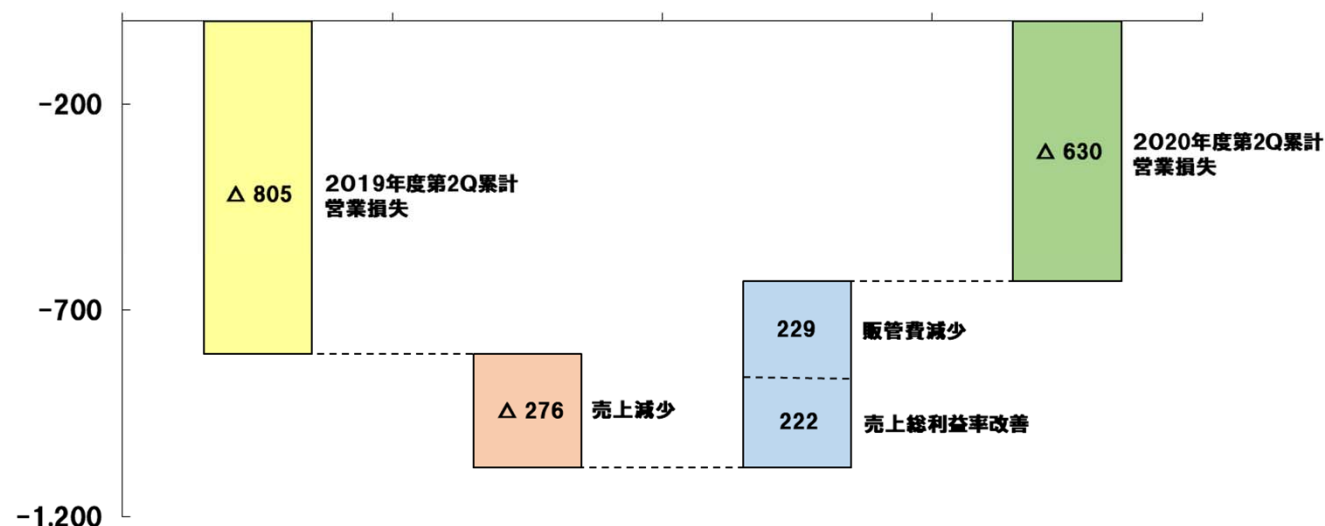 -200
-700
-1,200
△ 805
2019年度第2Q累計
営業損失
△ 276
売上減少
229
販管費減少
222
売上総利益率改善
△ 630
2020年度第2Q累計
営業損失